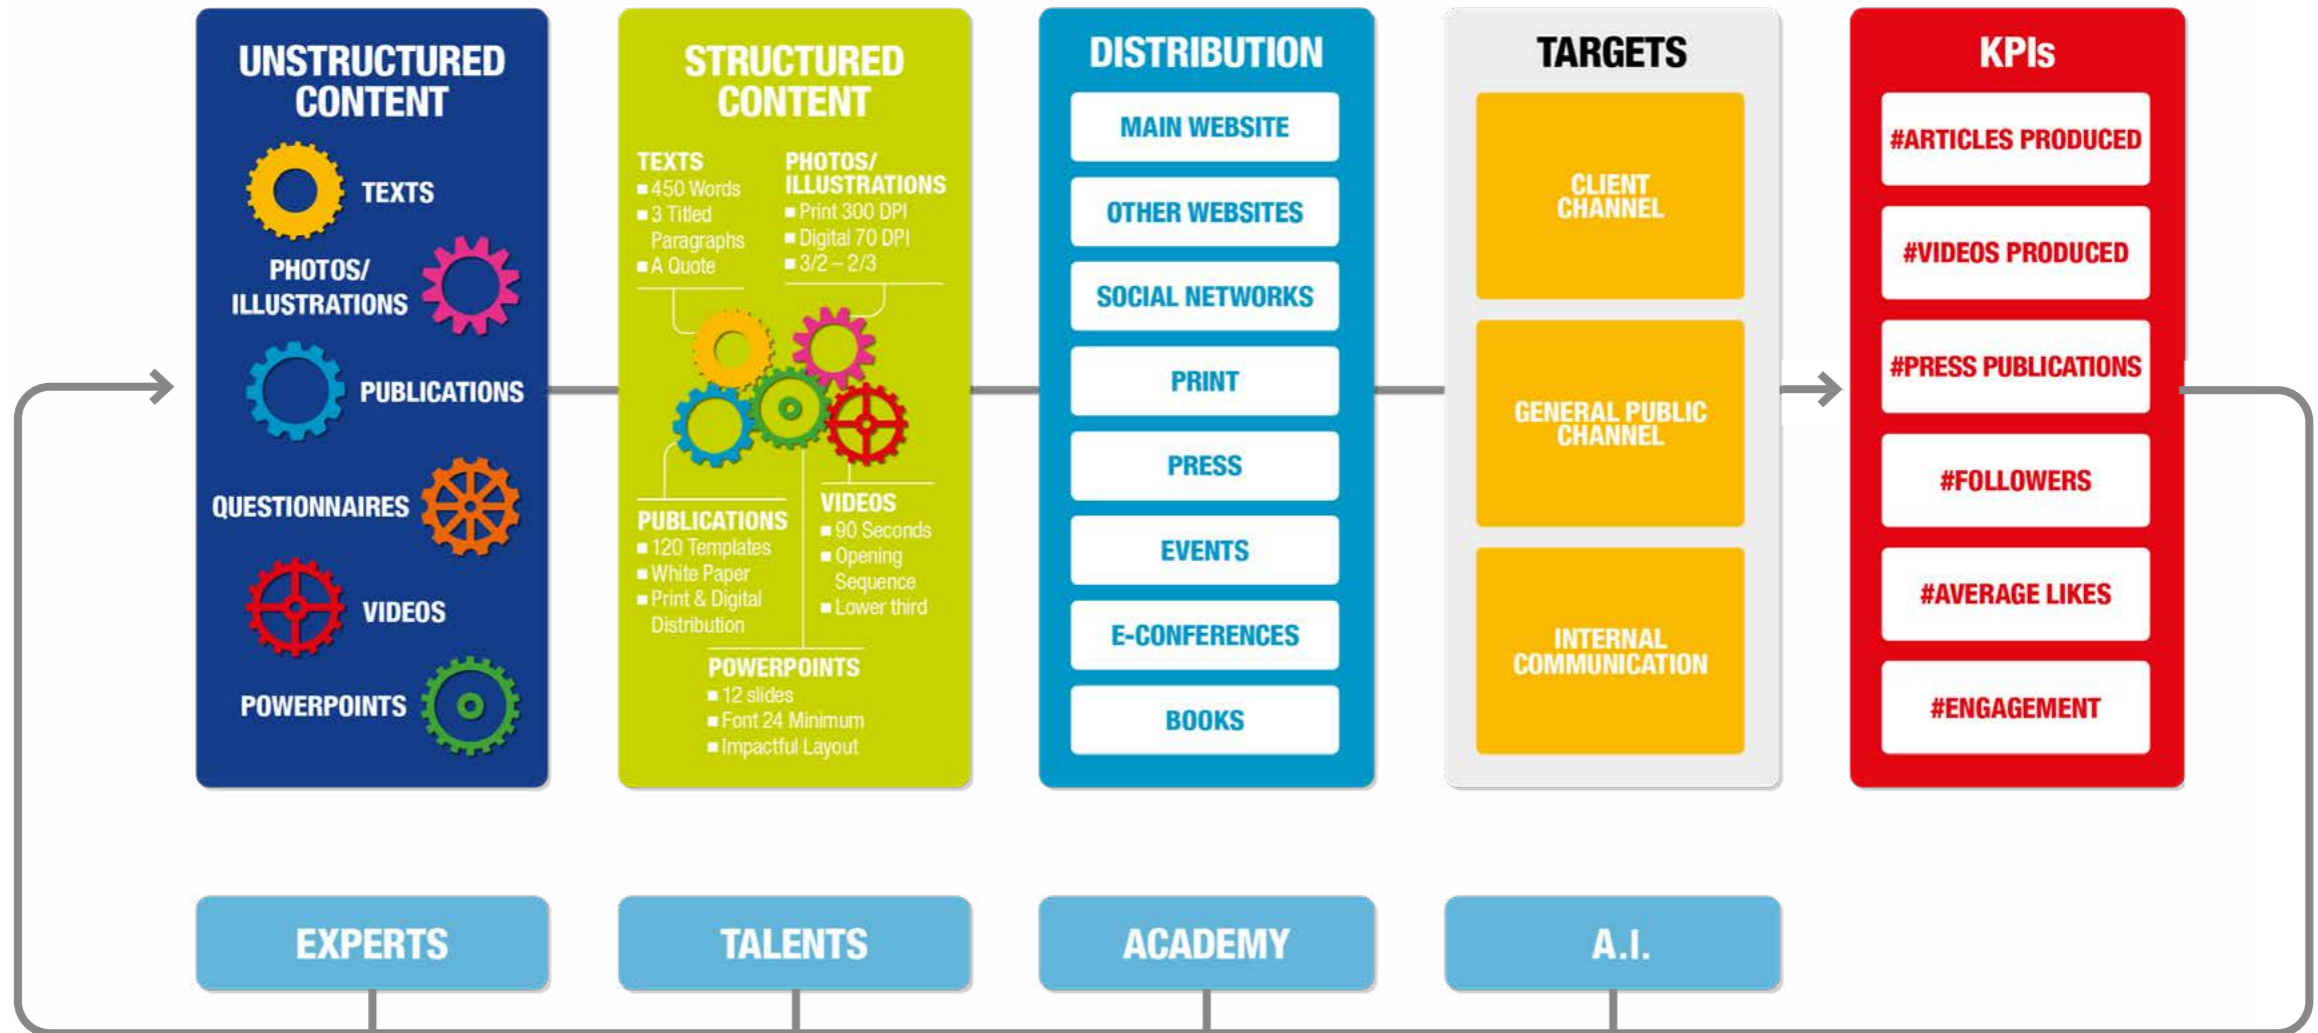 UNSTRUCTURED
CONTENT
TEXTS
PHOTOS/
ILLUSTRATIONS
PUBLICATIONS
QUESTIONNAIRES
VIDEOS
POWERPOINTS
STRUCTURED
CONTENT
TEXTS
■ 450 Words
■ 3 Titled
Paragraphs
■ A Quote
PHOTOS/
ILLUSTRATIONS
■ Print 300 DPI
■ Digital 70 DPI
■ 3/2 – 2/3
PUBLICATIONS
■ 120 Templates
■ White Paper
■ Print & Digital
Distribution
VIDEOS
■ 90 Seconds
■ Opening
Sequence
■ Lower third
POWERPOINTS
■ 12 slides
■ Font 24 Minimum
■ Impactful Layout
DISTRIBUTION
MAIN WEBSITE
OTHER WEBSITES
SOCIAL NETWORKS
PRINT
PRESS
EVENTS
E-CONFERENCES
BOOKS
TARGETS
CLIENT
CHANNEL
GENERAL PUBLIC
CHANNEL
INTERNAL
COMMUNICATION
KPIs
#ARTICLES PRODUCED
#VIDEOS PRODUCED
#PRESS PUBLICATIONS
#FOLLOWERS
#AVERAGE LIKES
#ENGAGEMENT
EXPERTS
TALENTS
ACADEMY
A.I.